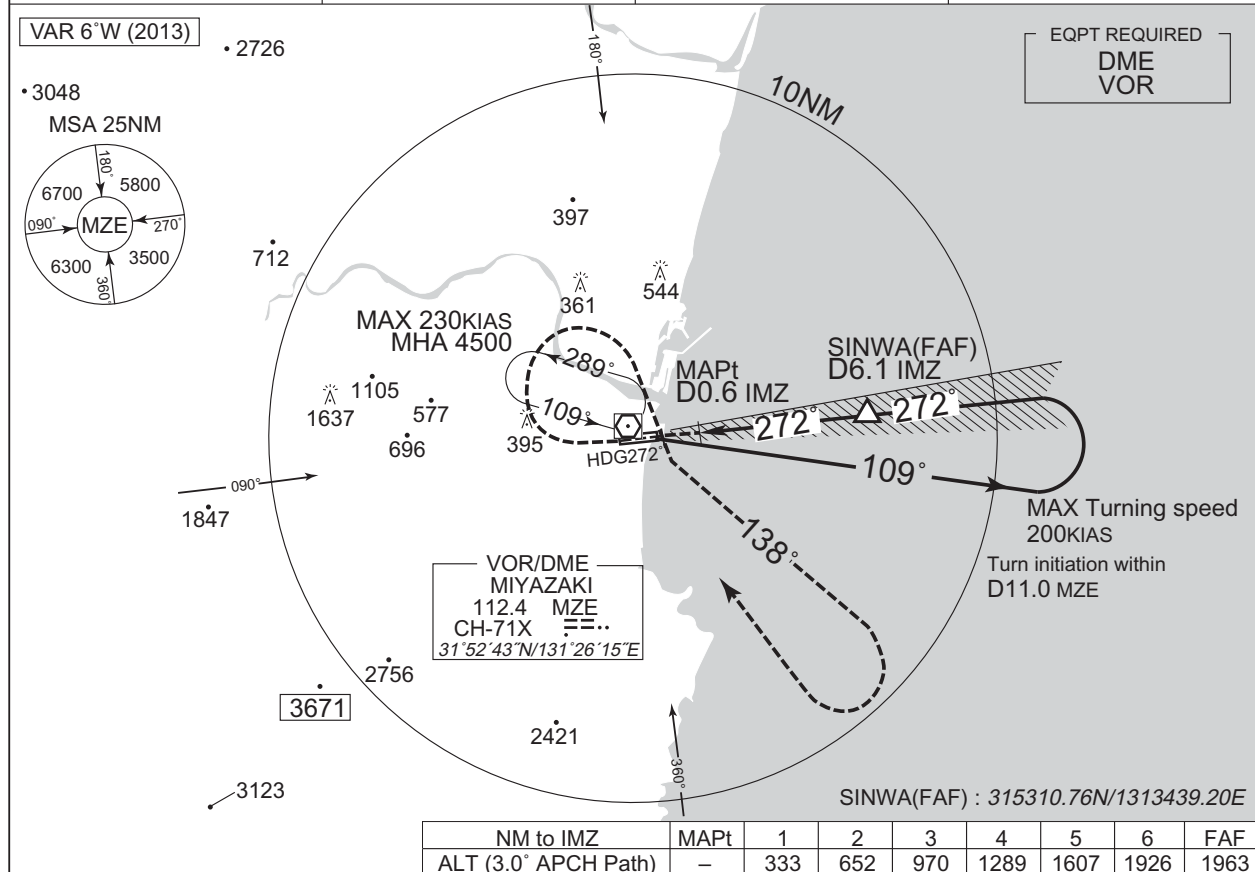 VAR 6°W (2013)
2726
3048
MSA 25NM
180°
6700
5800
090°
MZE
270°
6300
3500
360°
180°
10NM
EQPT REQUIRED
DME
VOR
397
712
361
544
MAX 230KIAS
MHA 4500
289°
109°
MAPt
D0.6 IMZ
SINWA(FAF)
D6.1 IMZ
272°
272°
1105
1637
577
696
395
HDG272°
109°
090°
1847
MAX Turning speed
200KIAS
Turn initiation within
D11.0 MZE
138°
VOR/DME
MIYAZAKI
112.4 MZE
CH-71X
31°52´43˝N/131°26´15˝E
2756
3671
2421
3123
360°
SINWA(FAF) : 315310.76N/1313439.20E
NM to IMZ MAPt 1 2 3 4 5 6 FAF
ALT (3.0° APCH Path) – 333 652 970 1289 1607 1926 1963